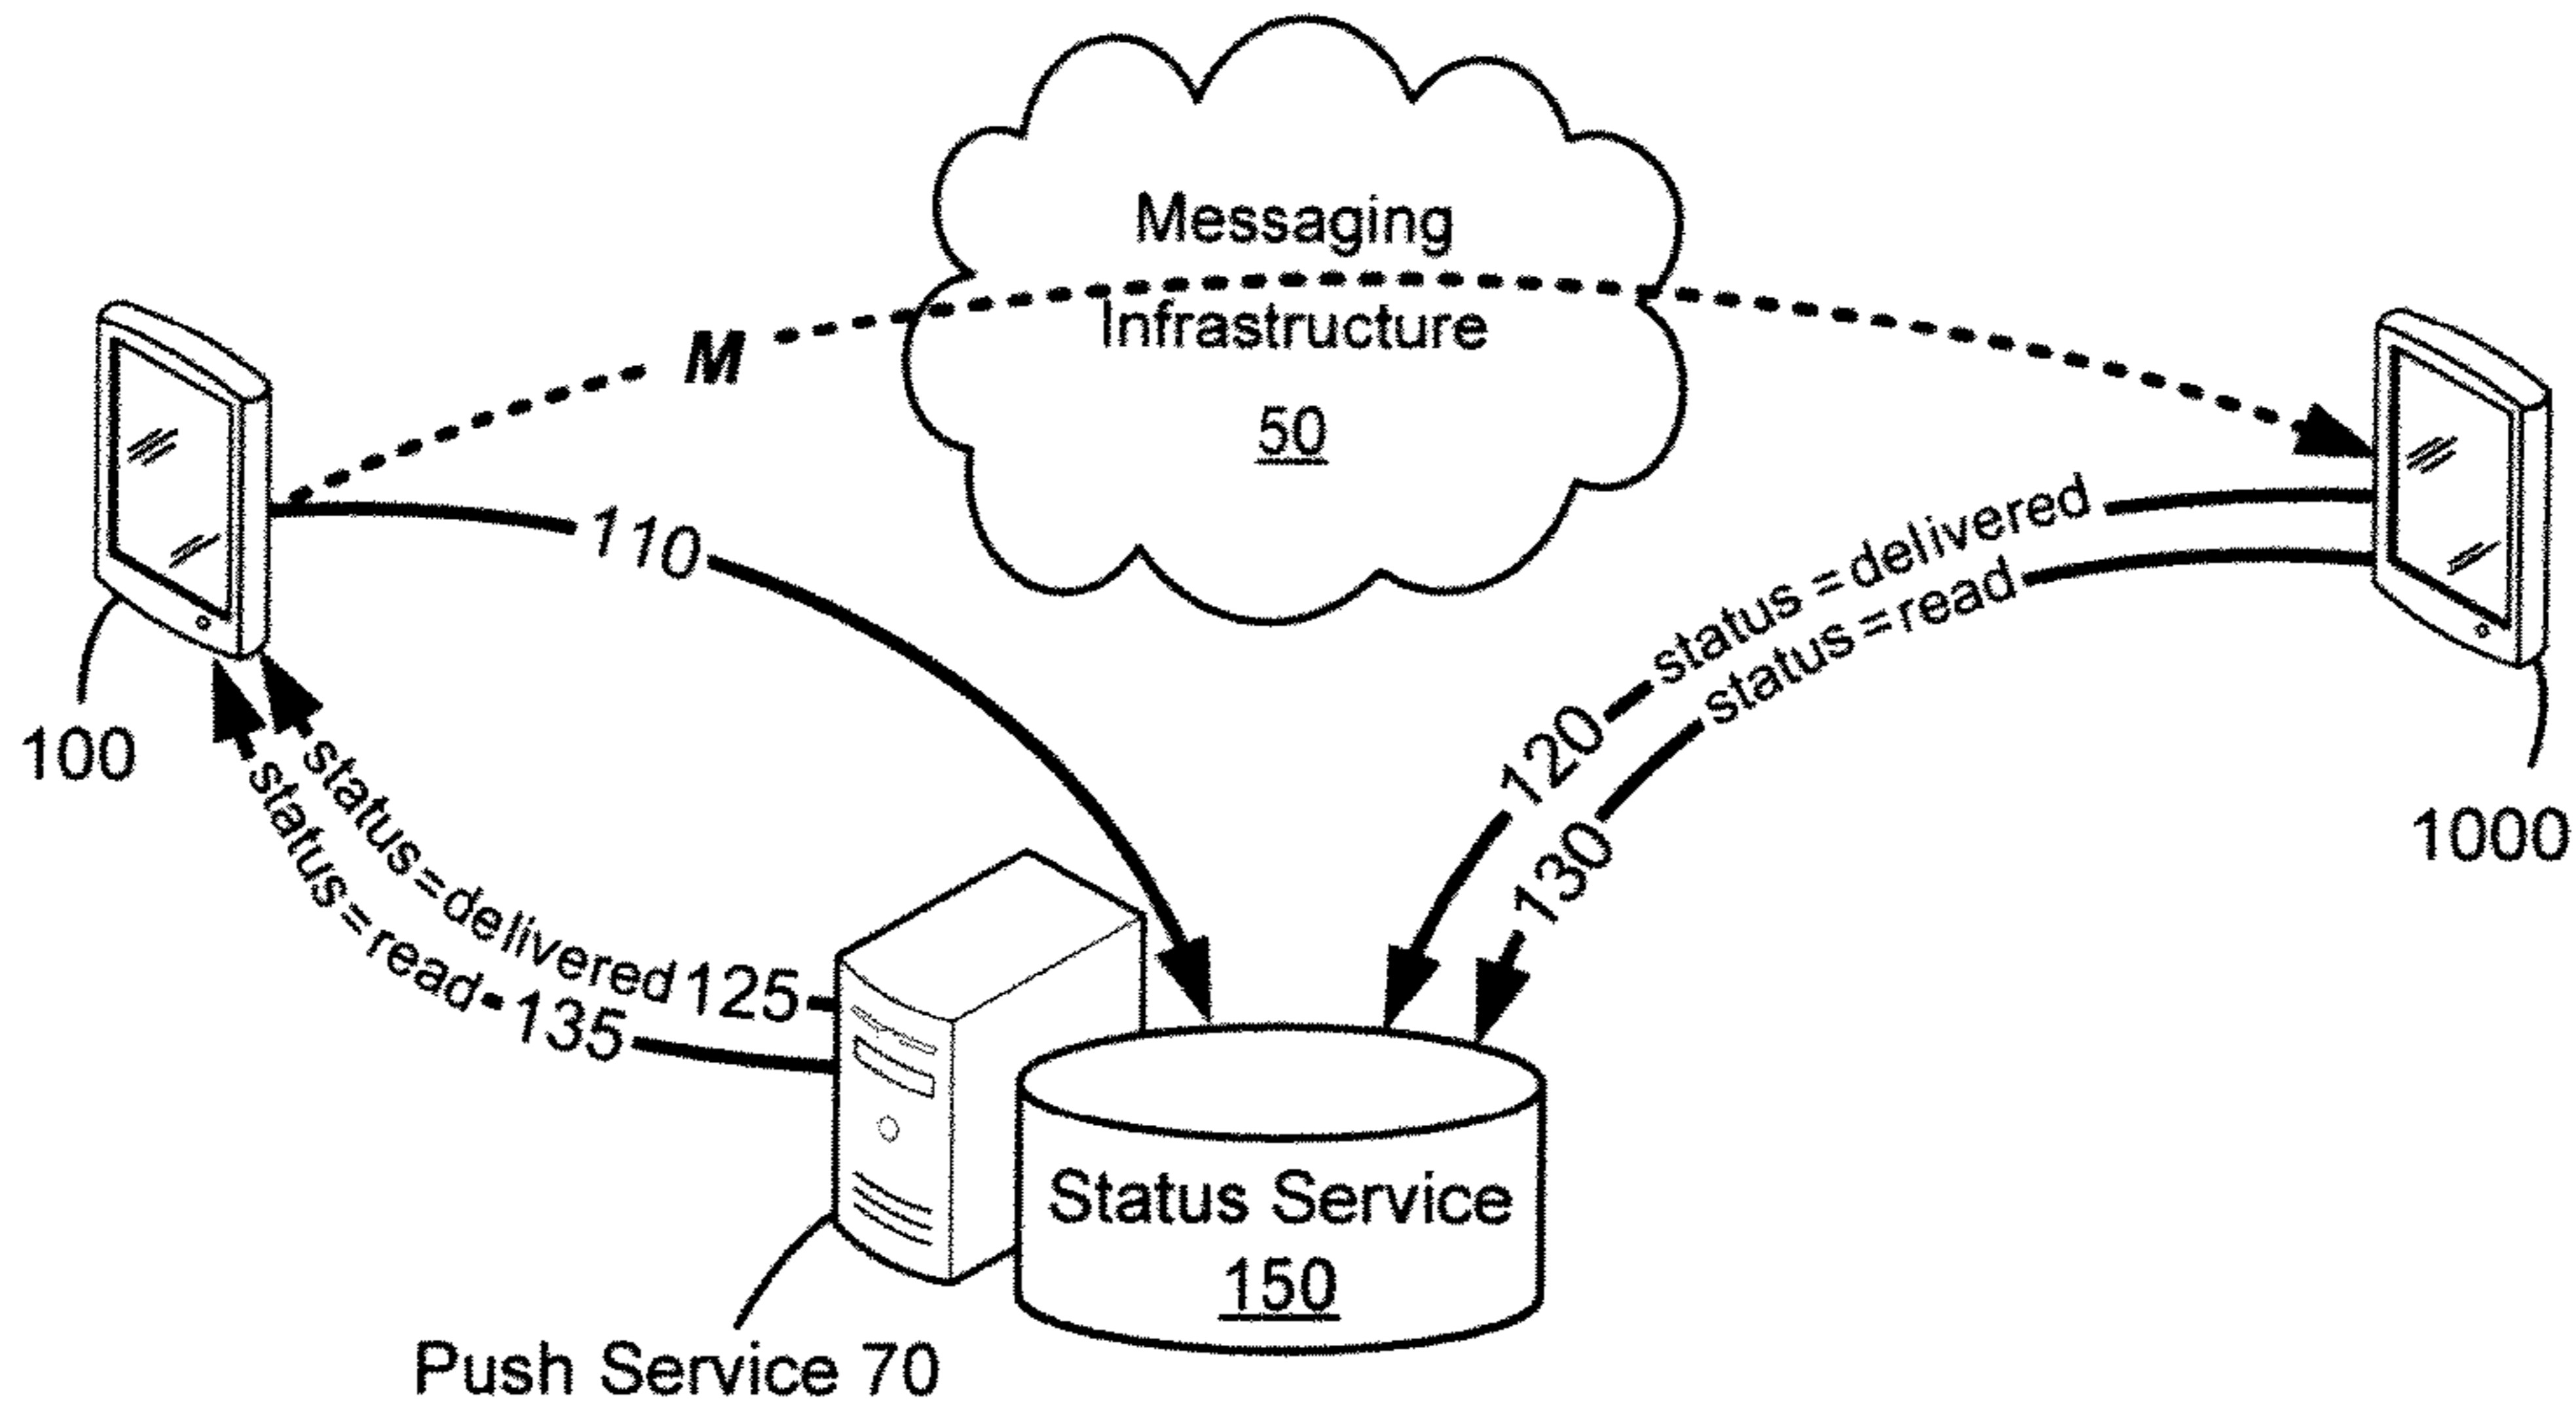 Messaging
Infrastructure
50
M
110
100
1000
120 status=delivered
130 status=read
status=delivered 125
status=read 135
Status Service
150
Push Service 70